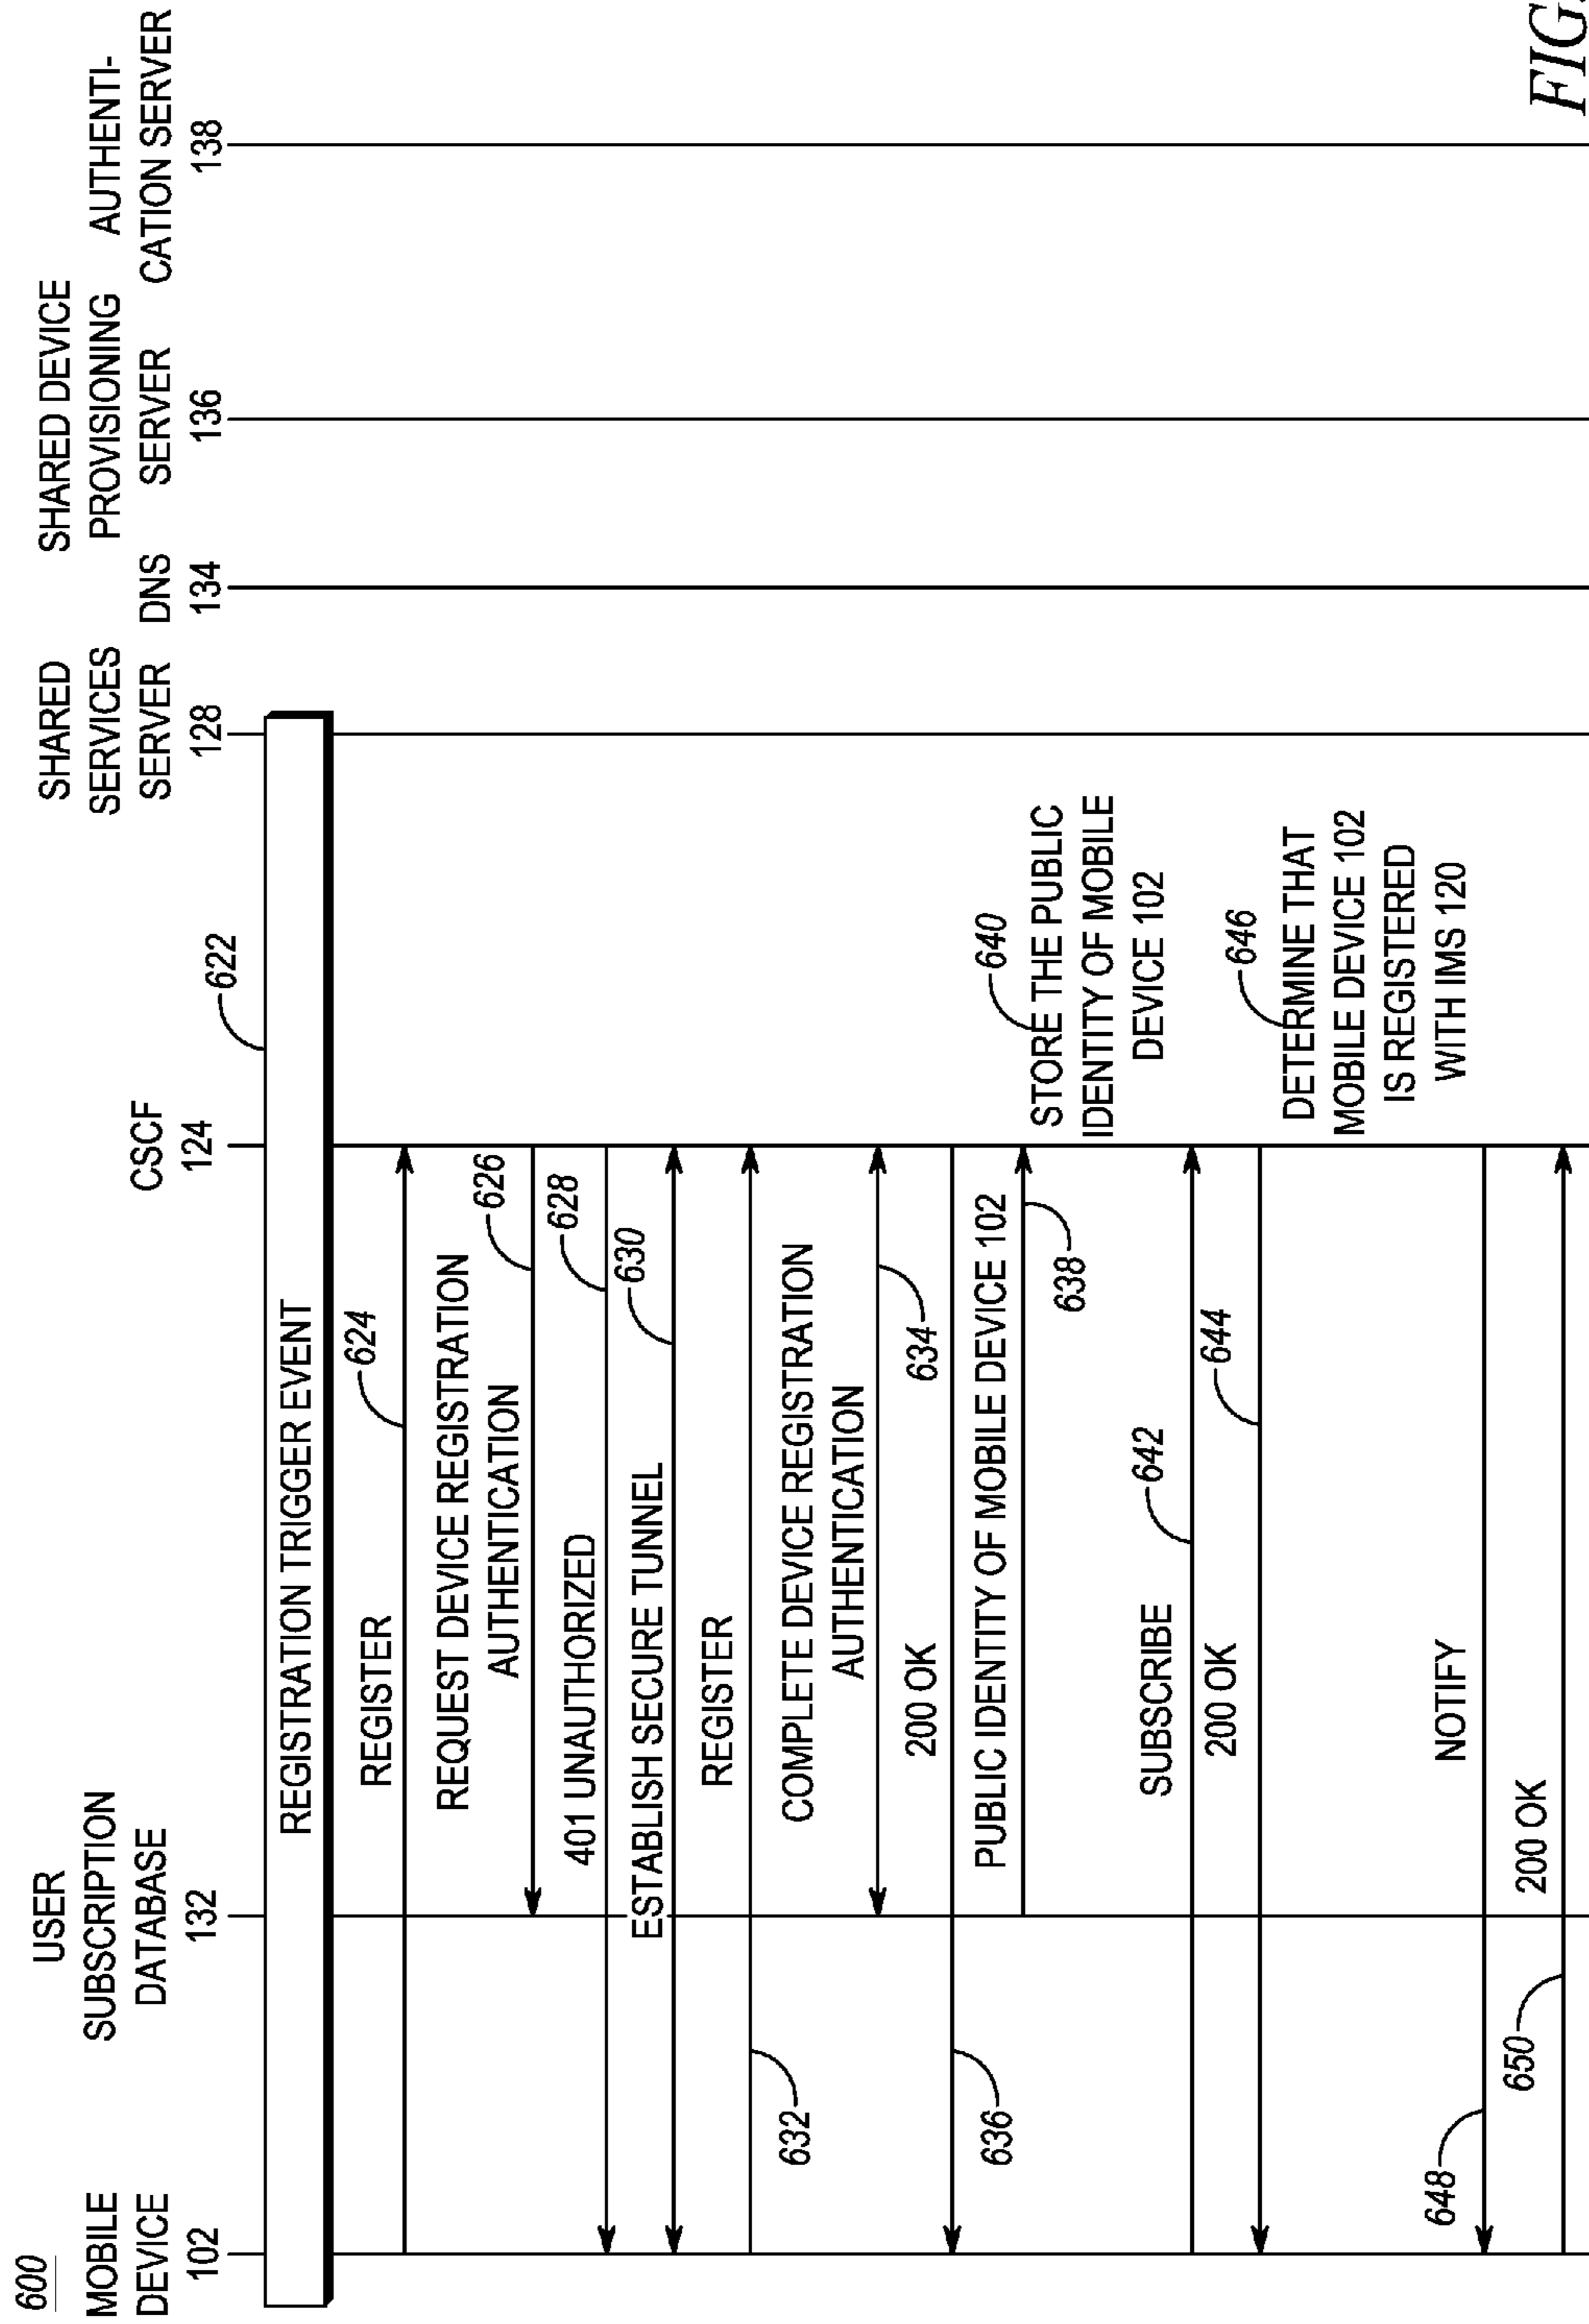 600
MOBILE
DEVICE
102
USER
SUBSCRIPTION
DATABASE
132
CSCF
124
SHARED
SERVICES
SERVER
128
DNS
134
SHARED DEVICE
PROVISIONING
SERVER
136
AUTHENTI-
CATION SERVER
138
REGISTRATION TRIGGER EVENT
622
REGISTER
624
REQUEST DEVICE REGISTRATION
AUTHENTICATION
626
401 UNAUTHORIZED
628
ESTABLISH SECURE TUNNEL
630
REGISTER
632
COMPLETE DEVICE REGISTRATION
AUTHENTICATION
634
200 OK
636
PUBLIC IDENTITY OF MOBILE DEVICE 102
638
640
STORE THE PUBLIC
IDENTITY OF MOBILE
DEVICE 102
SUBSCRIBE
642
200 OK
644
646
DETERMINE THAT
MOBILE DEVICE 102
IS REGISTERED
WITH IMS 120
NOTIFY
648
200 OK
650
FIG.